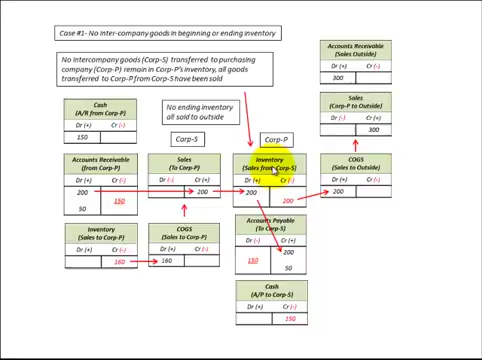 Case #1- No inter-company goods in beginning or ending inventory
No intercompany goods (Corp-S) transferred to purchasing
company (Corp-P) remain in Corp-P's inventory, all goods
transferred to Corp-P from Corp-S have been sold
Accounts Receivable
(Sales Outside)
Dr (+) Cr (-)
300
Sales
(Corp-P to Outside)
Dr (-) Cr (+)
300
Cash
(A/R from Corp-P)
Dr (+) Cr (-)
150
No ending inventory
all sold to outside
Corp-S
Corp-P
Accounts Receivable
(from Corp-P)
Dr (+) Cr (-)
200
150
50
Sales
(To Corp-P)
Dr (-) Cr (+)
200
Inventory
(Sales from Corp-S)
Dr (+) Cr (-)
200
200
COGS
(Sales to Outside)
Dr (+) Cr (-)
200
Inventory
(Sales to Corp-P)
Dr (+) Cr (-)
160
COGS
(Sales to Corp-P)
Dr (+) Cr (-)
160
Accounts Payable
(To Corp-S)
Dr (-) Cr (+)
200
150
50
Cash
(A/P to Corp-S)
Dr (+) Cr (-)
150